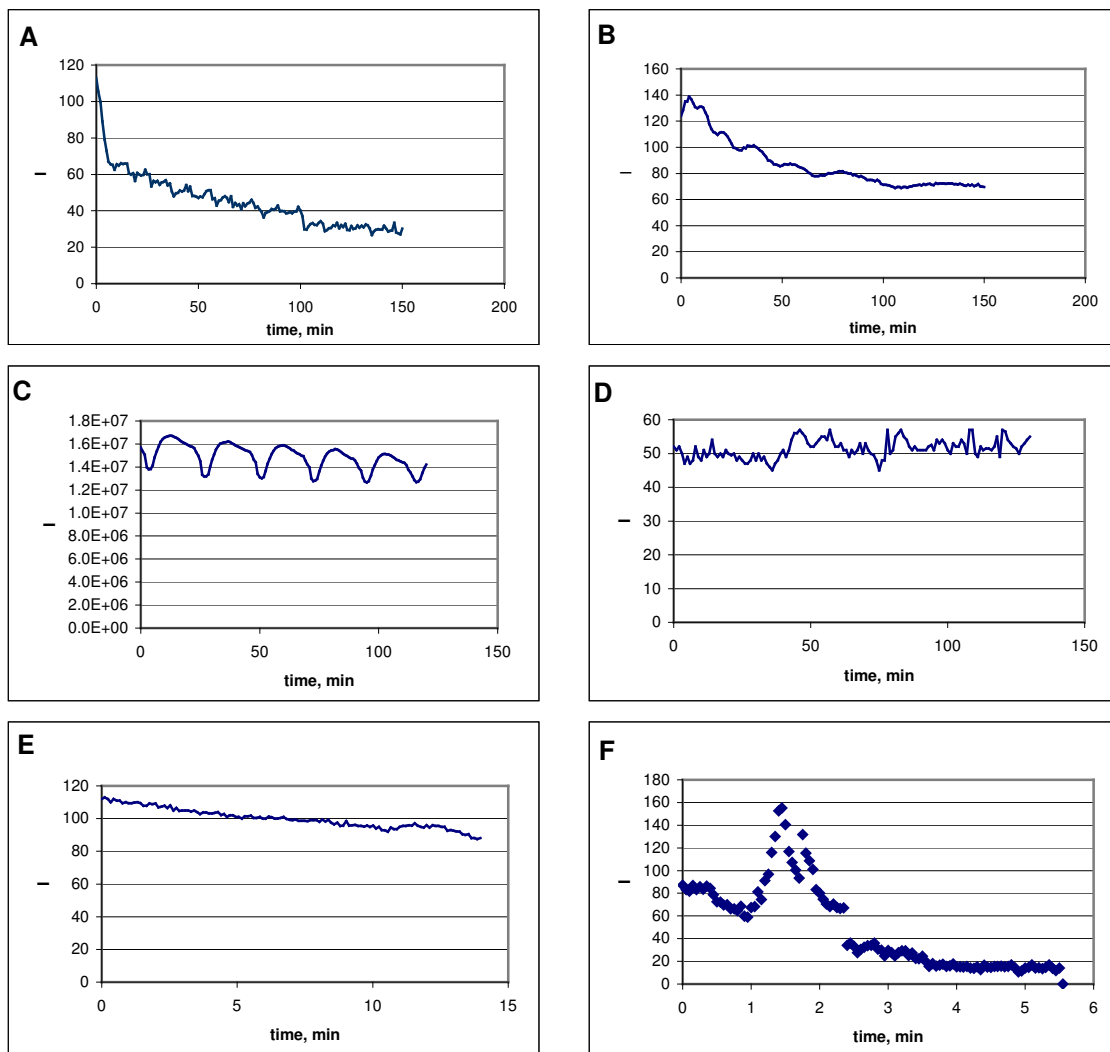 A
120
100
80
60
40
20
0
I
0 50 100 150 200
time, min
B
160
140
120
100
80
60
40
20
0
I
0 50 100 150 200
time, min
C
1.8E+07
1.6E+07
1.4E+07
1.2E+07
1.0E+07
8.0E+06
6.0E+06
4.0E+06
2.0E+06
0.0E+00
I
0 50 100 150
time, min
D
60
50
40
30
20
10
0
I
0 50 100 150
time, min
E
120
100
80
60
40
20
0
I
0 5 10 15
time, min
F
180
160
140
120
100
80
60
40
20
0
I
0 1 2 3 4 5 6
time, min